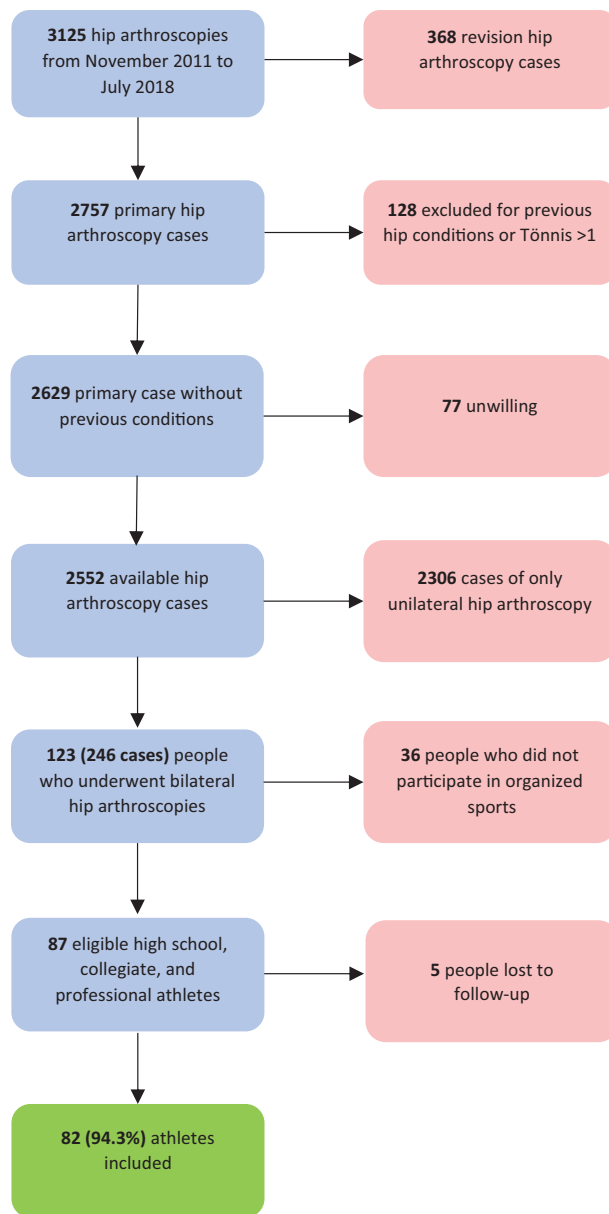 3125 hip arthroscopies
from November 2011 to
July 2018
368 revision hip
arthroscopy cases
2757 primary hip
arthroscopy cases
128 excluded for previous
hip conditions or Tönnis >1
2629 primary case without
previous conditions
77 unwilling
2552 available hip
arthroscopy cases
2306 cases of only
unilateral hip arthroscopy
123 (246 cases) people
who underwent bilateral
hip arthroscopies
36 people who did not
participate in organized
sports
87 eligible high school,
collegiate, and
professional athletes
5 people lost to
follow-up
82 (94.3%) athletes
included